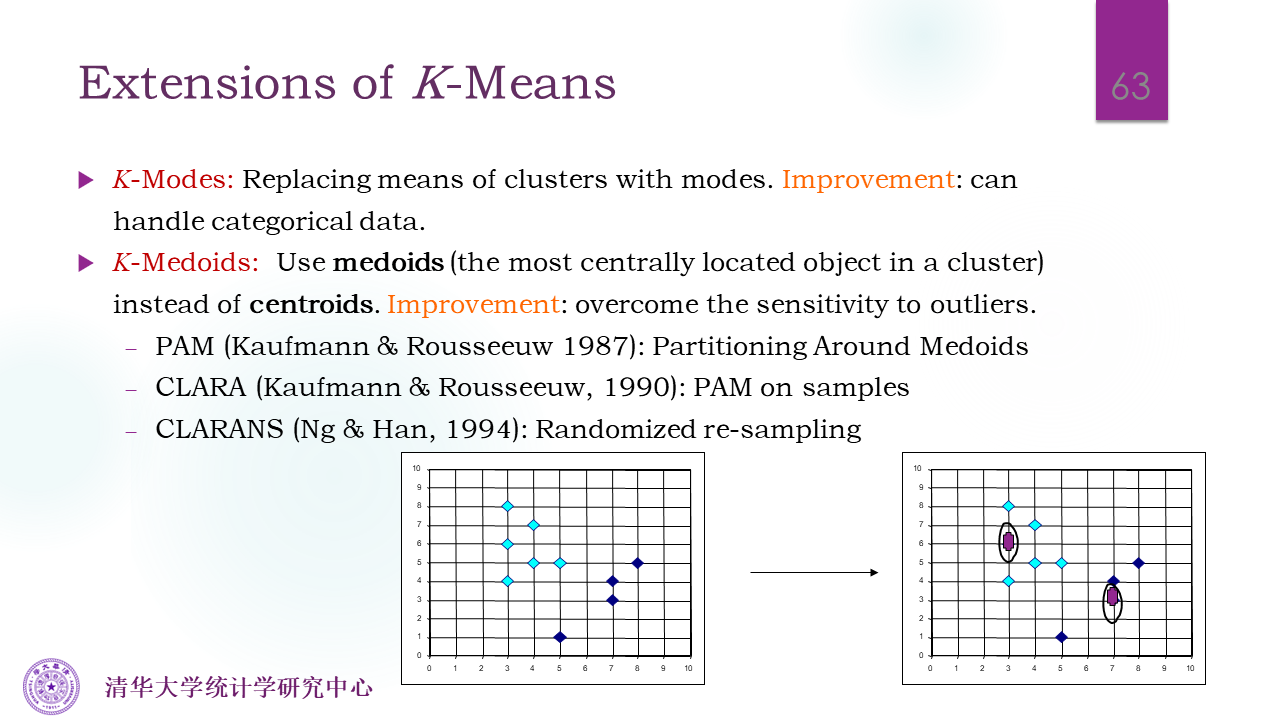 Extensions of K-Means
63
K-Modes: Replacing means of clusters with modes. Improvement: can
handle categorical data.
K-Medoids: Use medoids (the most centrally located object in a cluster)
instead of centroids. Improvement: overcome the sensitivity to outliers.
– PAM (Kaufmann & Rousseeuw 1987): Partitioning Around Medoids
– CLARA (Kaufmann & Rousseeuw, 1990): PAM on samples
– CLARANS (Ng & Han, 1994): Randomized re-sampling
10
9
8
7
6
5
4
3
2
1
0
0 1 2 3 4 5 6 7 8 9 10
10
9
8
7
6
5
4
3
2
1
0
0 1 2 3 4 5 6 7 8 9 10
清华大学统计学研究中心